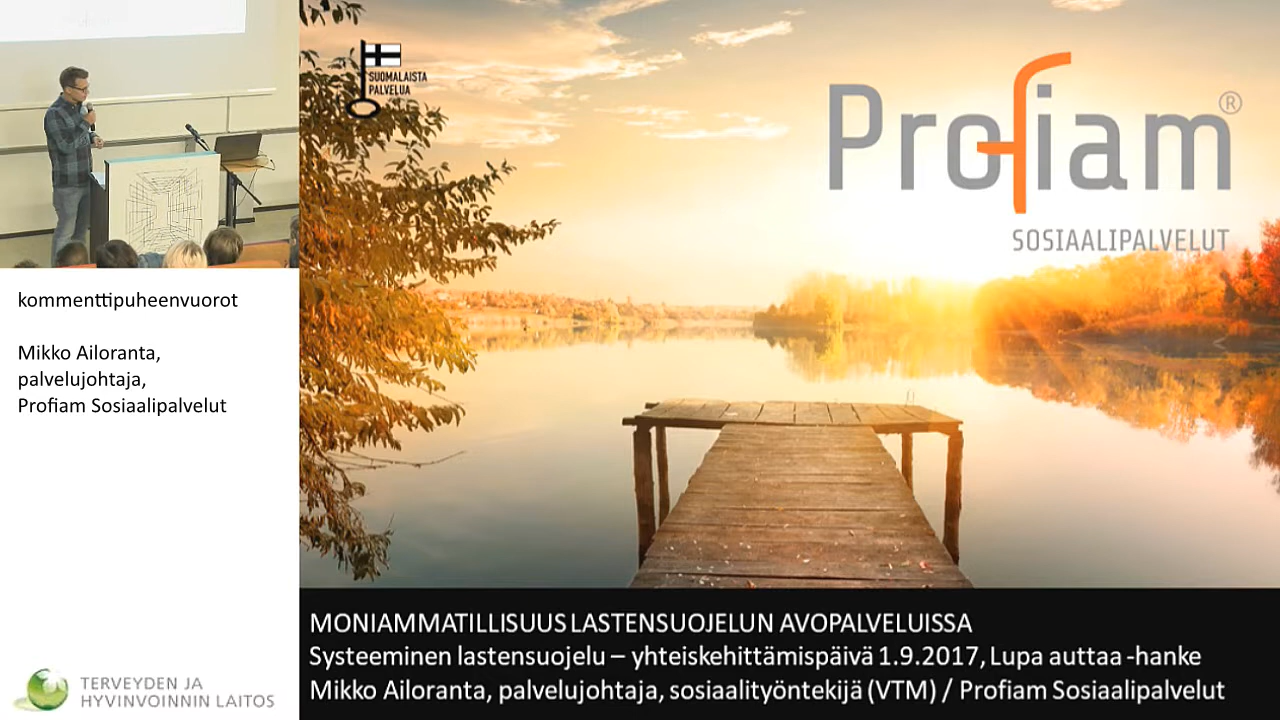 kommenttipuheenvuorot
Mikko Ailoranta,
palvelujohtaja,
Profiam Sosiaalipalvelut
TERVEYDEN JA
HYVINVOINNIN LAITOS
SUOMALAISTA
PALVELUA
Profiam®
SOSIAALIPALVELUT
MONIAMMATILLISUUS LASTENSUOJELUN AVOPALVELUISSA
Systeeminen lastensuojelu – yhteiskehittämispäivä 1.9.2017, Lupa auttaa -hanke
Mikko Ailoranta, palvelujohtaja, sosiaalityöntekijä (VTM) / Profiam Sosiaalipalvelut